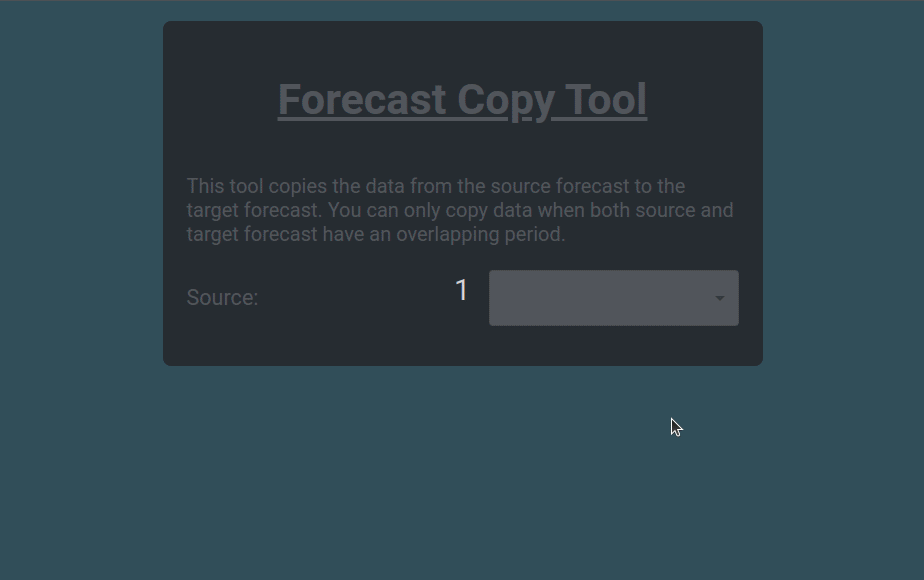 Forecast Copy Tool
This tool copies the data from the source forecast to the
target forecast. You can only copy data when both source and
target forecast have an overlapping period.
Source:
1